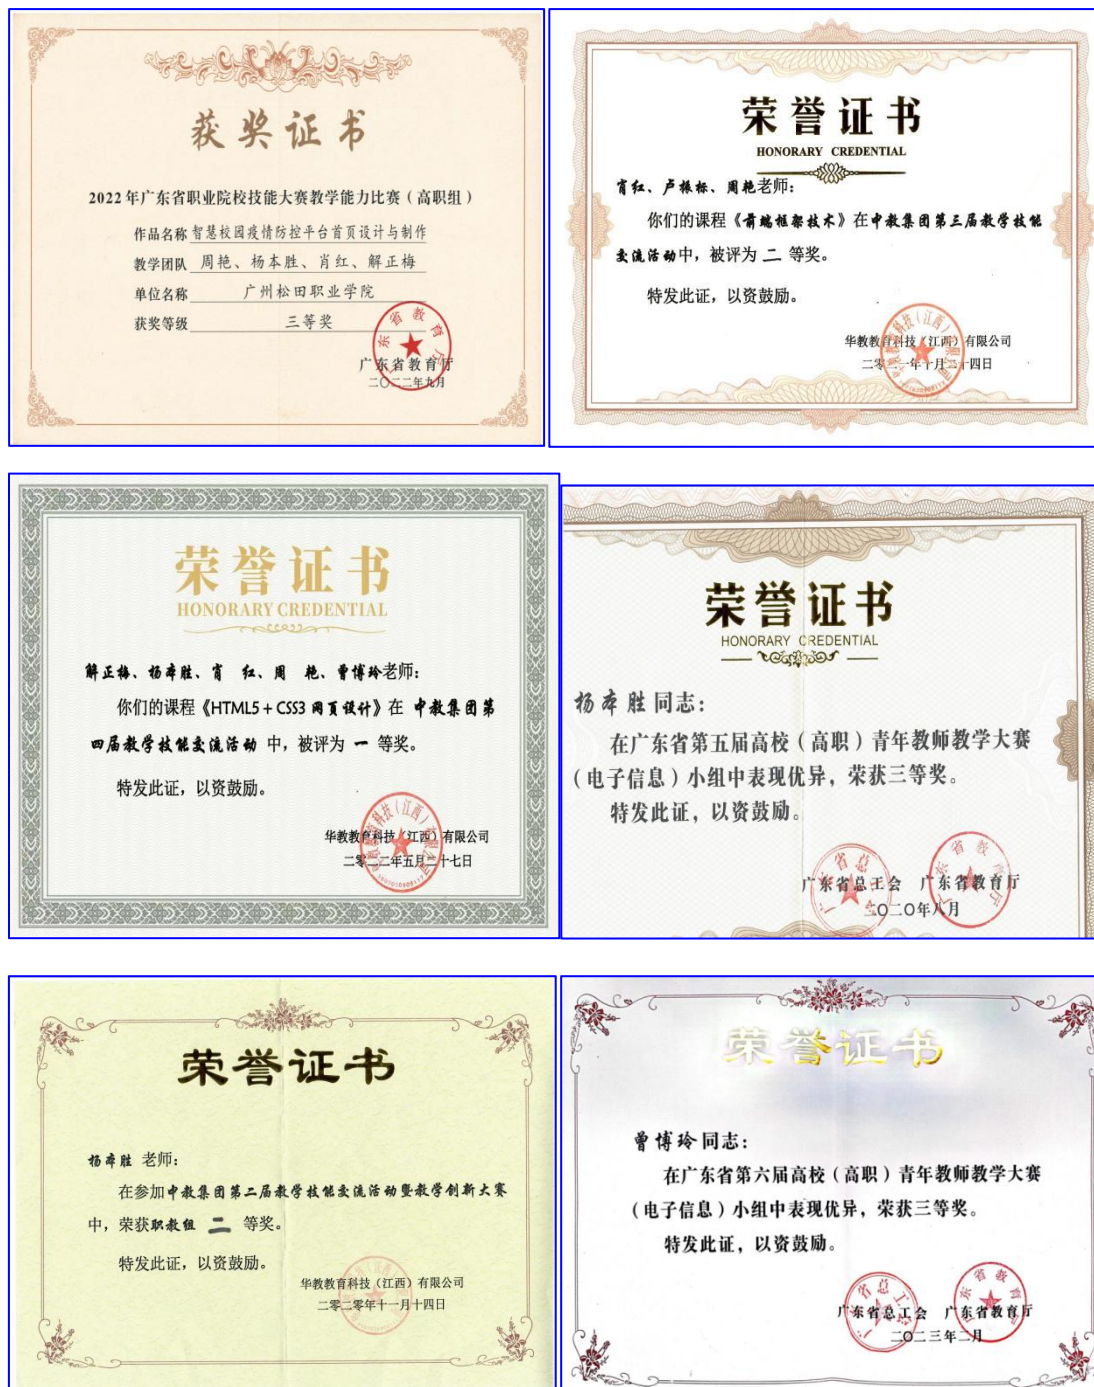 获奖证书
2022年广东省职业院校技能大赛教学能力比赛（高职组）
作品名称 智慧校园疫情防控平台首页设计与制作
教学团队 周艳、杨本胜、肖红、解正梅
单位名称 广州松田职业学院
获奖等级 三等奖
广东省教育厅
二〇二二年九月
荣誉证书
HONORARY CREDENTIAL
肖红、卢振标、周艳老师：
你们的课程《前端框架技术》在中教集团第三届教学技能
交流活动中，被评为 二 等奖。
特发此证，以资鼓励。
华教教育科技（江西）有限公司
二零二一年十月二十四日
荣誉证书
HONORARY CREDENTIAL
解正梅、杨本胜、肖 红、周 艳、曾博玲老师：
你们的课程《HTML5 + CSS3 网页设计》在 中教集团第
四届教学技能交流活动 中，被评为 一 等奖。
特发此证，以资鼓励。
华教教育科技（江西）有限公司
二零二二年五月二十七日
荣誉证书
HONORARY CREDENTIAL
杨本胜同志：
在广东省第五届高校（高职）青年教师教学大赛
（电子信息）小组中表现优异，荣获三等奖。
特发此证，以资鼓励。
广东省总工会 广东省教育厅
二〇二〇年八月
荣誉证书
杨本胜 老师：
在参加中教集团第二届教学技能交流活动暨教学创新大赛
中，荣获职教组 二 等奖。
特发此证，以资鼓励。
华教教育科技（江西）有限公司
二零二零年十一月十四日
荣誉证书
曾博玲同志：
在广东省第六届高校（高职）青年教师教学大赛
（电子信息）小组中表现优异，荣获三等奖。
特发此证，以资鼓励。
广东省总工会 广东省教育厅
二〇二三年二月